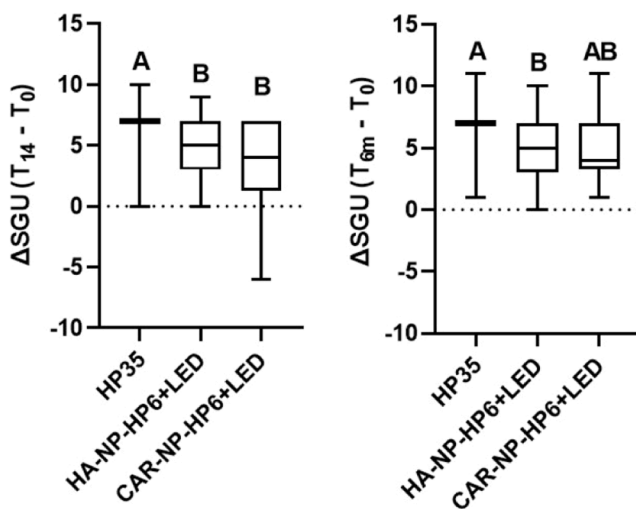 ΔSGU (T14 - T0)
15
10
5
0
-5
-10
A
B
B
HP35
HA-NP-HP6+LED
CAR-NP-HP6+LED
ΔSGU (T6m - T0)
15
10
5
0
-5
-10
A
B
AB
HP35
HA-NP-HP6+LED
CAR-NP-HP6+LED